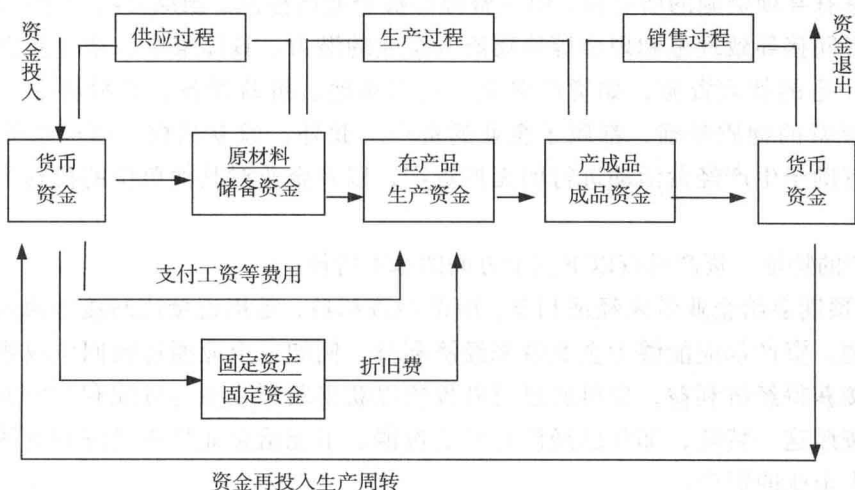 资金投入
供应过程
生产过程
销售过程
资金退出
货币
资金
原材料
储备资金
在产品
生产资金
产成品
成品资金
货币
资金
支付工资等费用
固定资产
固定资金
折旧费
资金再投入生产周转